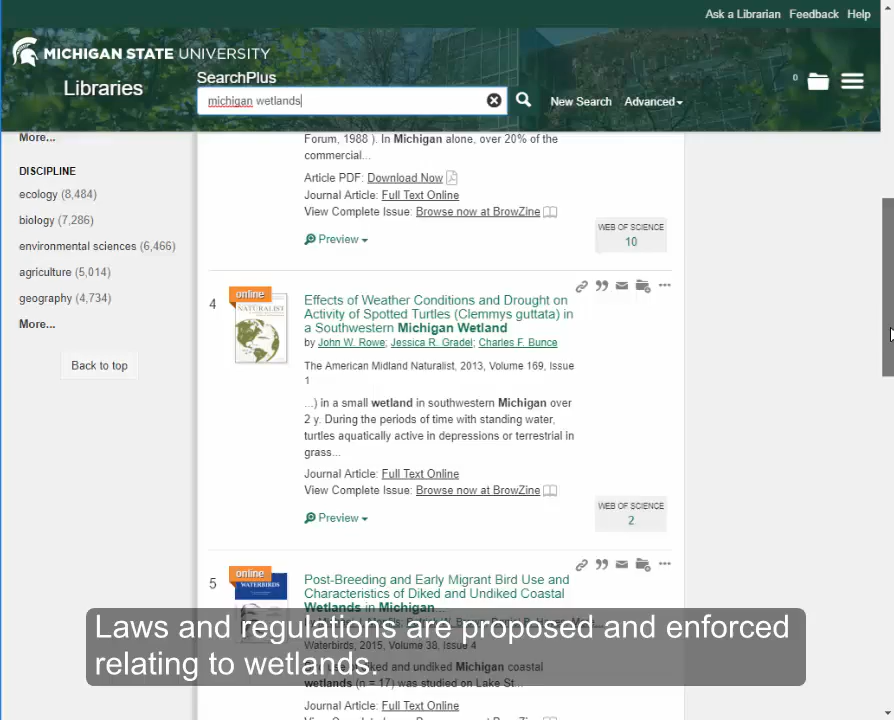 Ask a Librarian Feedback Help
MICHIGAN STATE UNIVERSITY
Libraries
SearchPlus
michigan wetlands
New Search Advanced
0
More...
DISCIPLINE
ecology (8,484)
biology (7,286)
environmental sciences (6,466)
agriculture (5,014)
geography (4,734)
More...
Back to top
Forum, 1988 ). In Michigan alone, over 20% of the
commercial...
Article PDF: Download Now
Journal Article: Full Text Online
View Complete Issue: Browse now at BrowZine
Preview
WEB OF SCIENCE
10
4
online
NATURALIST
Effects of Weather Conditions and Drought on
Activity of Spotted Turtles (Clemmys guttata) in
a Southwestern Michigan Wetland
by John W. Rowe; Jessica R. Gradel; Charles F. Bunce
The American Midland Naturalist, 2013, Volume 169, Issue
1
...) in a small wetland in southwestern Michigan over
2 y. During the periods of time with standing water,
turtles aquatically active in depressions or terrestrial in
grass...
Journal Article: Full Text Online
View Complete Issue: Browse now at BrowZine
Preview
WEB OF SCIENCE
2
5
online
WATERBIRDS
Post-Breeding and Early Migrant Bird Use and
Characteristics of Diked and Undiked Coastal
Wetlands in Michigan...
Waterbirds, 2015, Volume 38, Issue 4
diked and undiked Michigan coastal
wetlands (n = 17) was studied on Lake St...
Journal Article: Full Text Online
Laws and regulations are proposed and enforced
relating to wetlands.